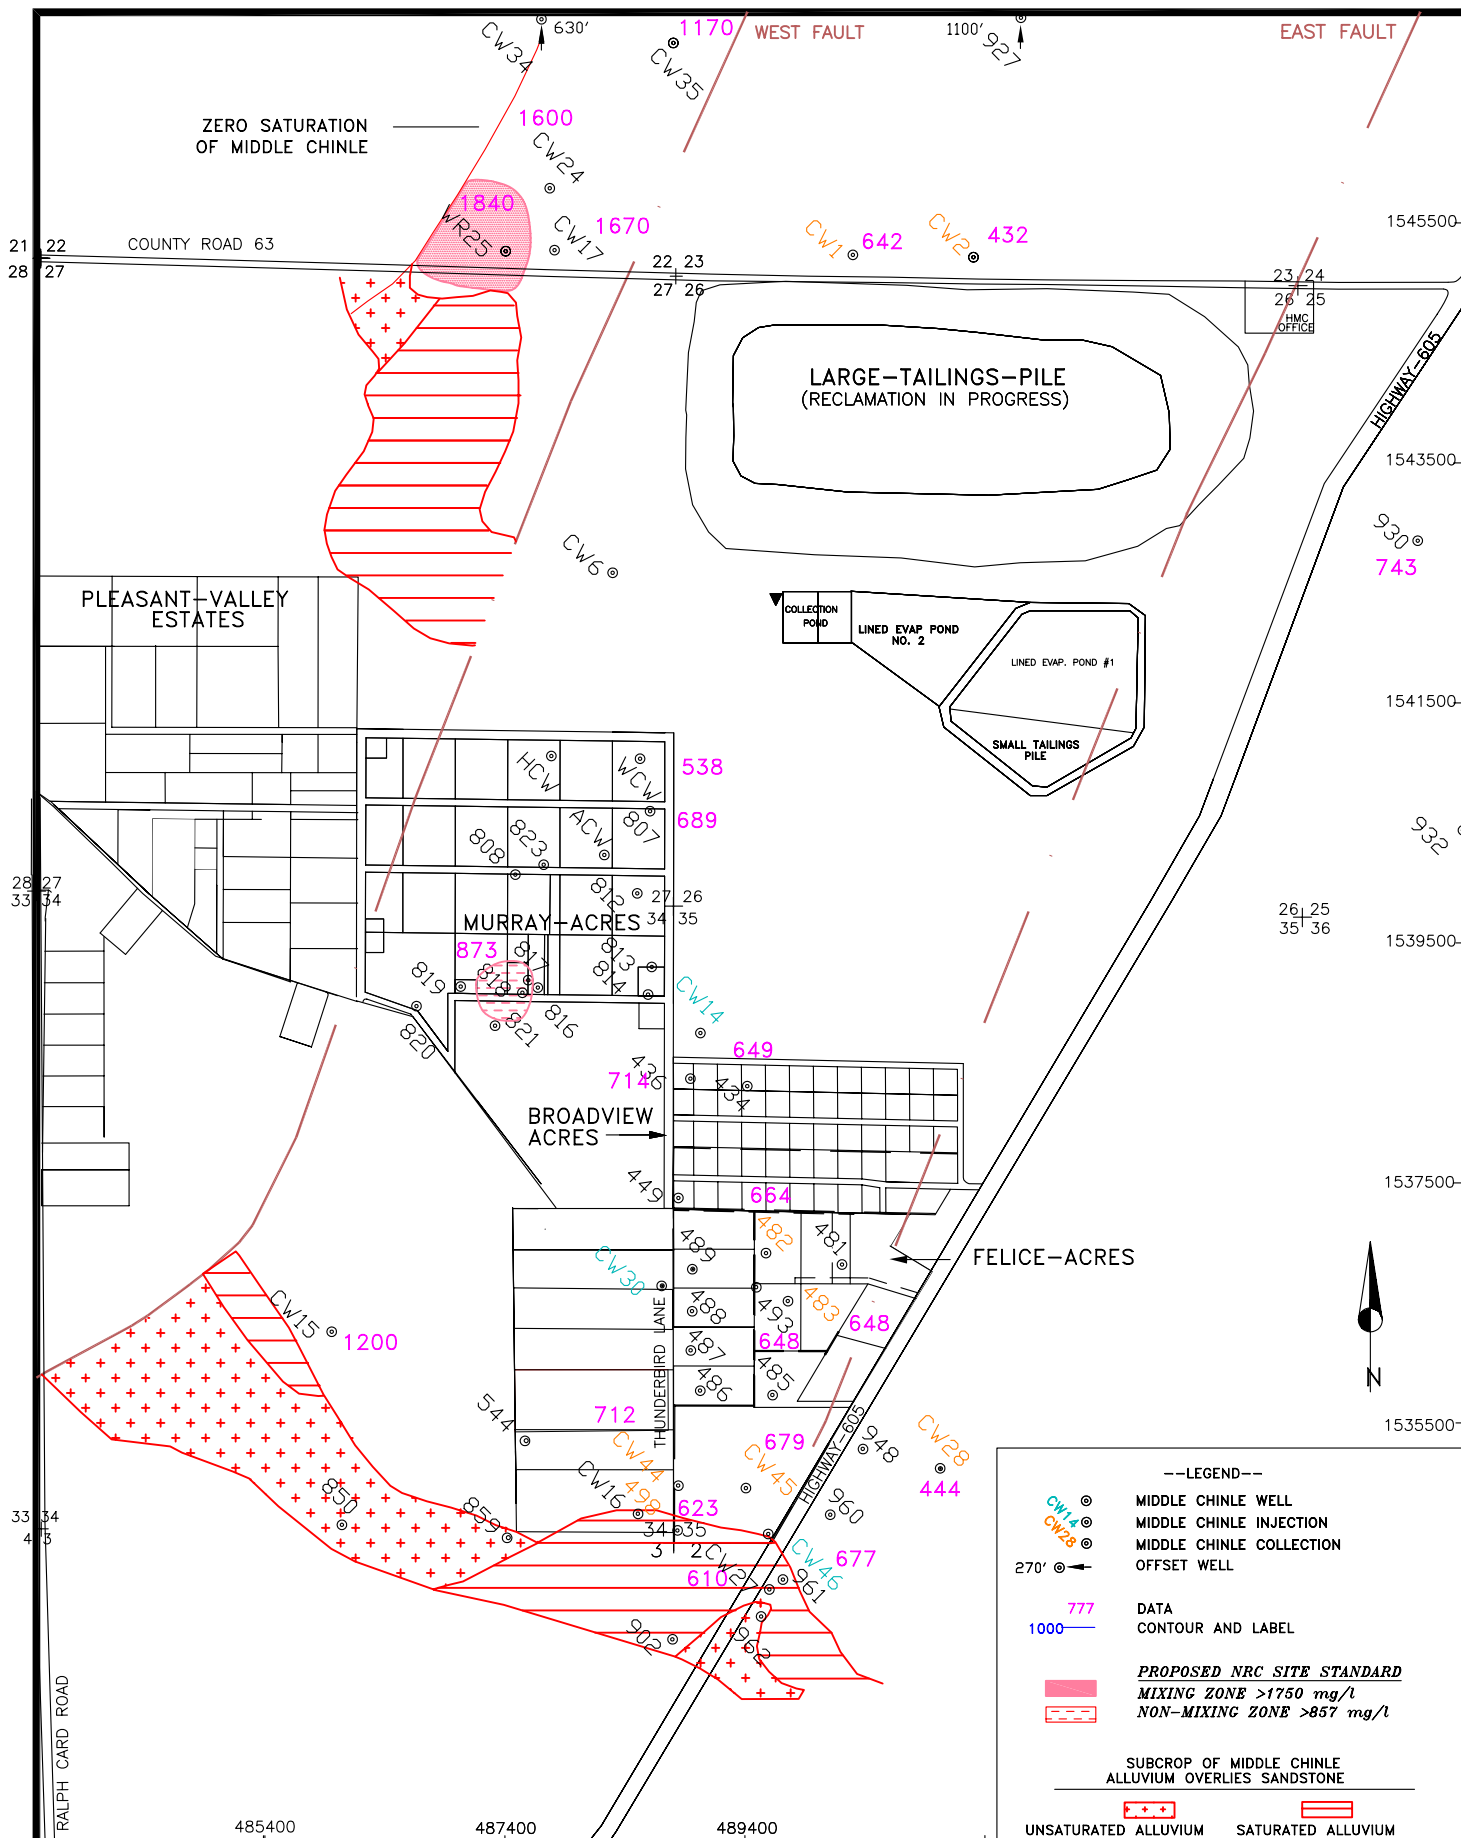 630'
1170
WEST FAULT
1100'
EAST FAULT
CW34
CW35
927
1600
ZERO SATURATION
OF MIDDLE CHINLE
CW24
1840
WR25
CW17
1670
CW1
642
CW2
432
1545500
21 22
28 27
COUNTY ROAD 63
22 23
27 26
23 24
26 25
HMC
OFFICE
HIGHWAY-605
LARGE-TAILINGS-PILE
(RECLAMATION IN PROGRESS)
1543500
930
743
CW6
PLEASANT-VALLEY
ESTATES
COLLECTION
POND
LINED EVAP POND
NO. 2
LINED EVAP. POND #1
1541500
SMALL TAILINGS
PILE
HCW
WCW
538
808
823
ACW
807
689
932
28 27
33 34
812
27 26
34 35
26 25
35 36
MURRAY-ACRES
1539500
873
819
818
817
814
813
CW14
820
821
816
649
436
714
434
BROADVIEW
ACRES
449
664
1537500
482
481
489
CW30
FELICE-ACRES
488
493
483
CW15
1200
THUNDERBIRD LANE
487
648
648
486
485
544
712
679
HIGHWAY-605
948
CW28
444
1535500
CW44
498
CW16
CW45
850
859
623
960
33 34
4 3
34 35
3 2
CW27
610
CW46
677
961
902
962
RALPH CARD ROAD
485400
487400
489400
--LEGEND--
CW14 MIDDLE CHINLE WELL
MIDDLE CHINLE INJECTION
CW28 MIDDLE CHINLE COLLECTION
270' OFFSET WELL
777 DATA
1000 CONTOUR AND LABEL
PROPOSED NRC SITE STANDARD
MIXING ZONE >1750 mg/l
NON-MIXING ZONE >857 mg/l
SUBCROP OF MIDDLE CHINLE
ALLUVIUM OVERLIES SANDSTONE
UNSATURATED ALLUVIUM SATURATED ALLUVIUM
N